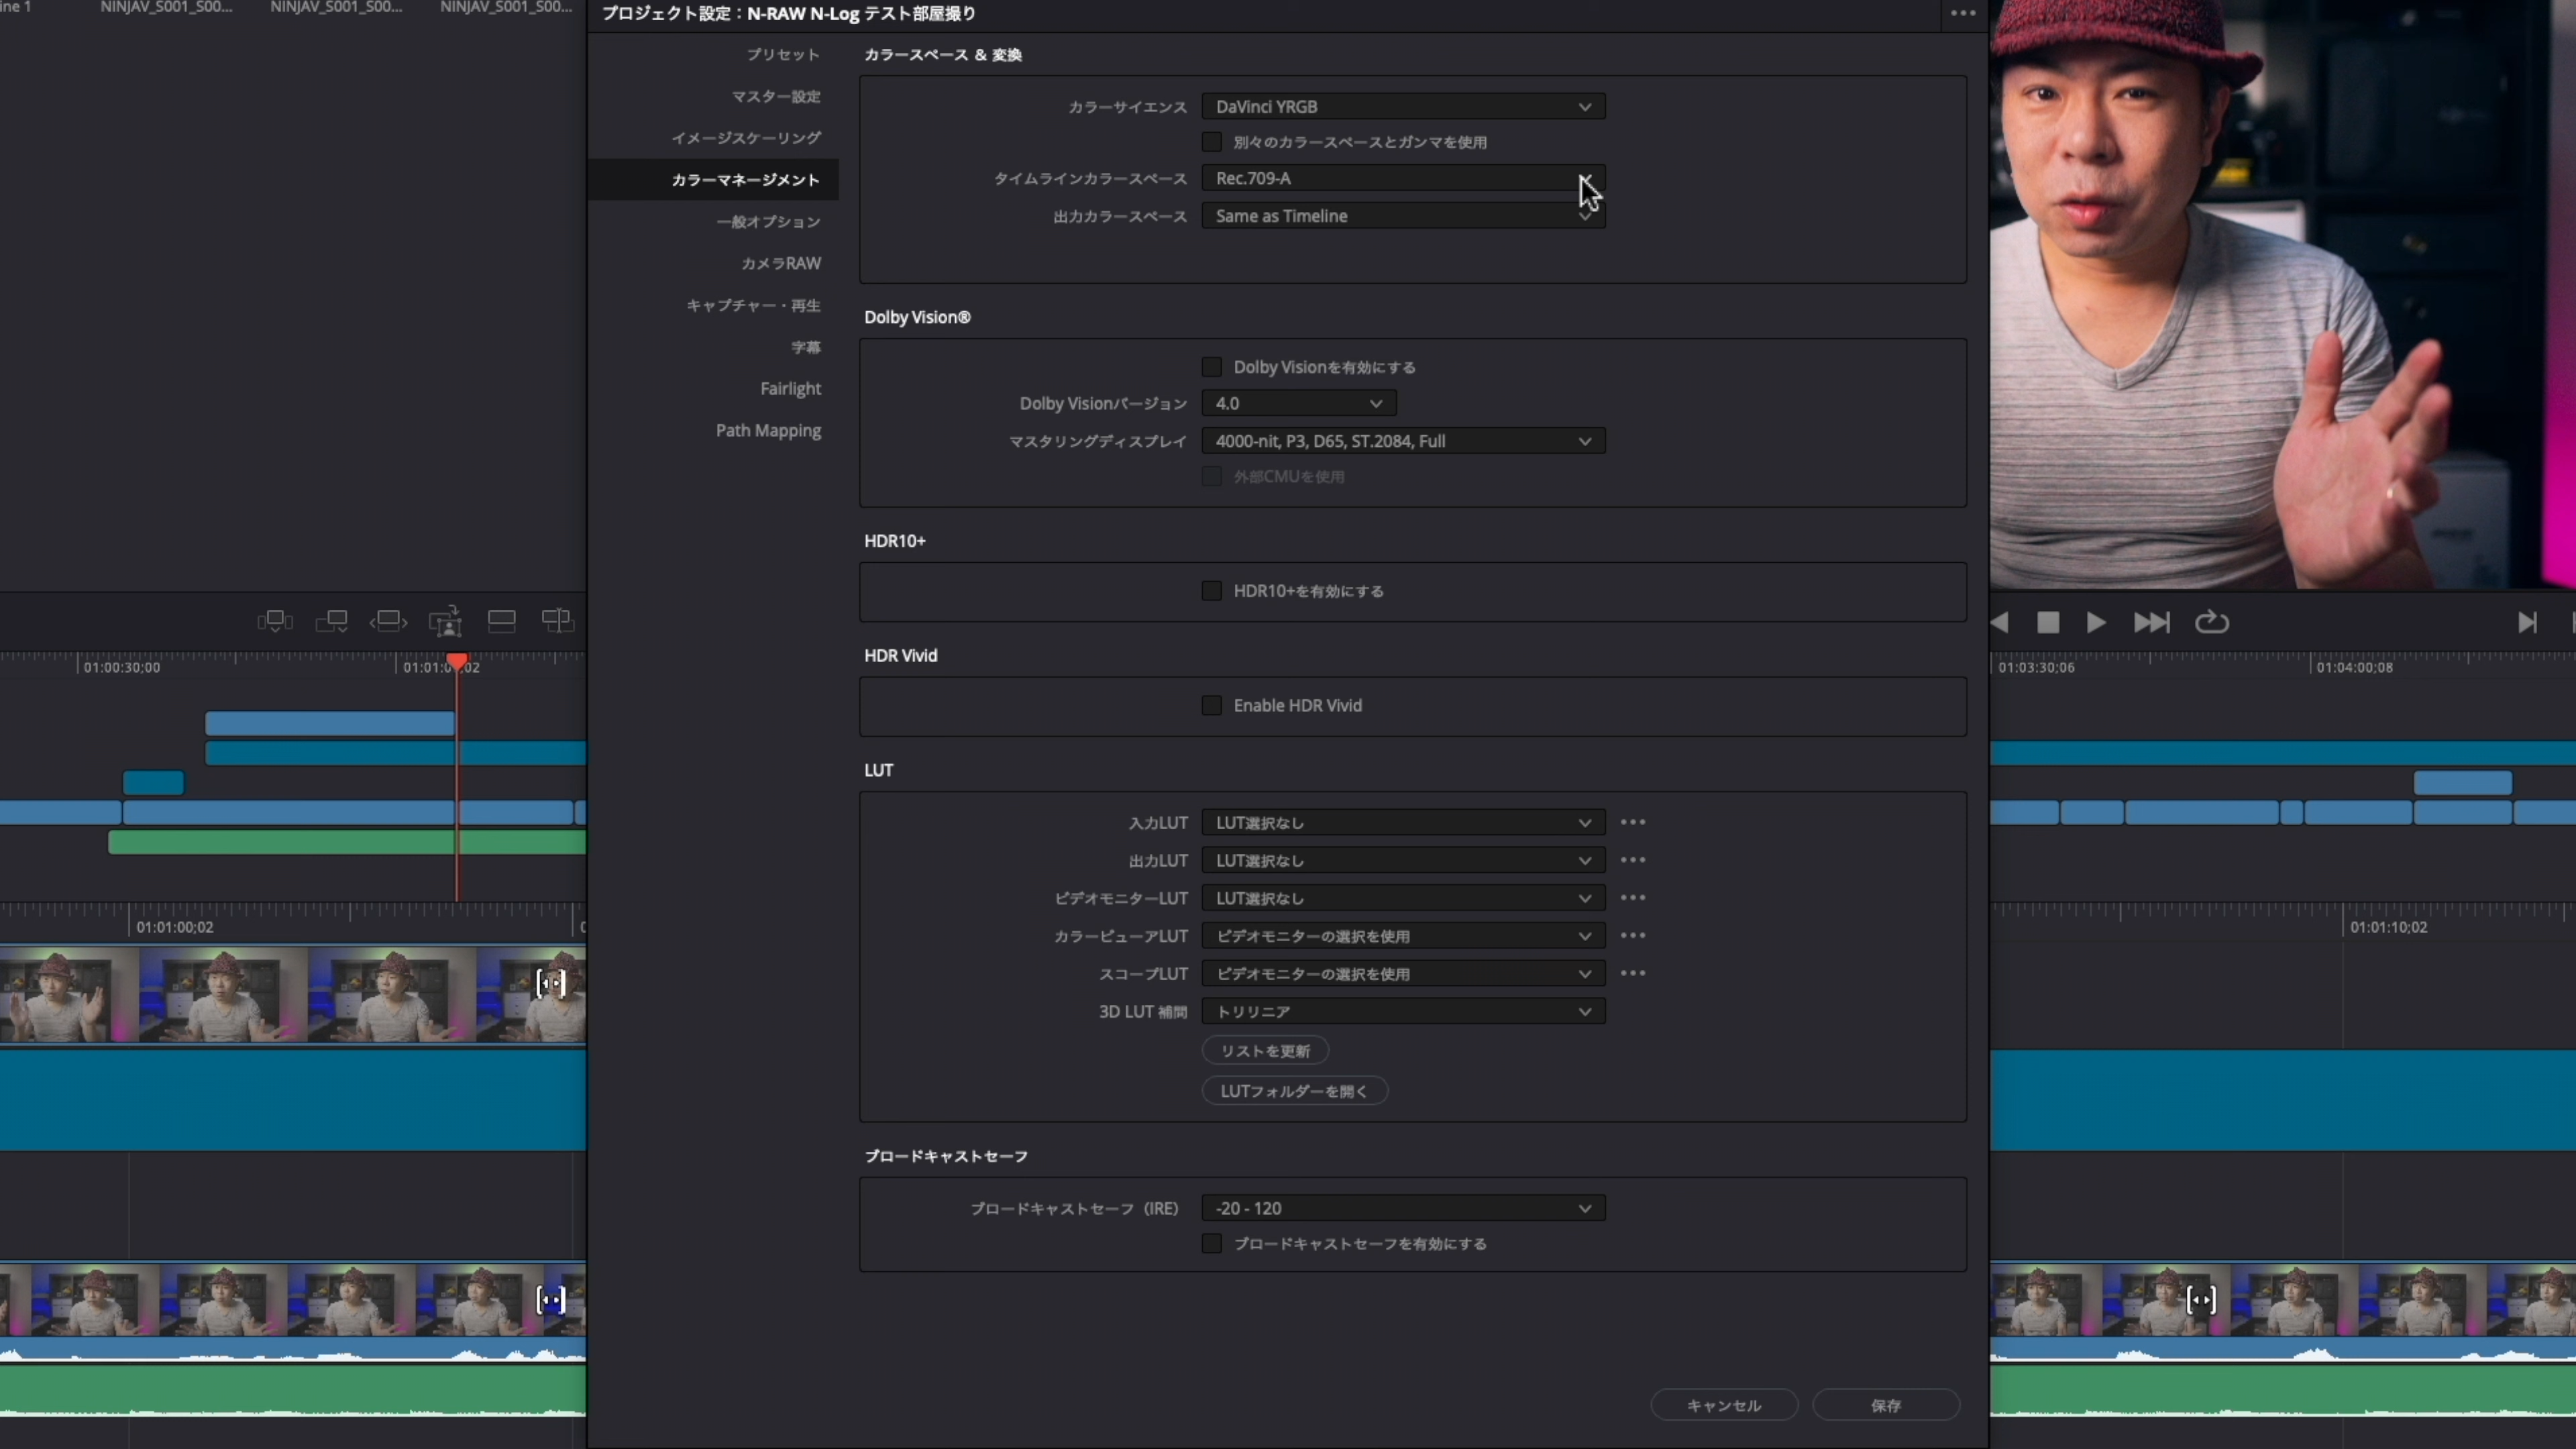 ine 1
NINJAV_S001_S00...
NINJAV_S001_S00...
NINJAV_S001_S00...
プロジェクト設定：N-RAW N-Log テスト部屋撮り
プリセット
マスター設定
イメージスケーリング
カラーマネージメント
一般オプション
カメラRAW
キャプチャー・再生
字幕
Fairlight
Path Mapping
カラースペース & 変換
カラーサイエンス DaVinci YRGB
別々のカラースペースとガンマを使用
タイムラインカラースペース Rec.709-A
出力カラースペース Same as Timeline
Dolby Vision®
Dolby Visionを有効にする
Dolby Visionバージョン 4.0
マスタリングディスプレイ 4000-nit, P3, D65, ST.2084, Full
外部CMUを使用
HDR10+
HDR10+を有効にする
HDR Vivid
Enable HDR Vivid
LUT
入力LUT LUT選択なし
出力LUT LUT選択なし
ビデオモニターLUT LUT選択なし
カラービューアLUT ビデオモニターの選択を使用
スコープLUT ビデオモニターの選択を使用
3D LUT 補間 トリリニア
リストを更新
LUTフォルダーを開く
ブロードキャストセーフ
ブロードキャストセーフ（IRE） -20 - 120
ブロードキャストセーフを有効にする
キャンセル
保存
01:00:30;00
01:03:30;06
01:04:00;08
01:01:00;02
01:01:10;02